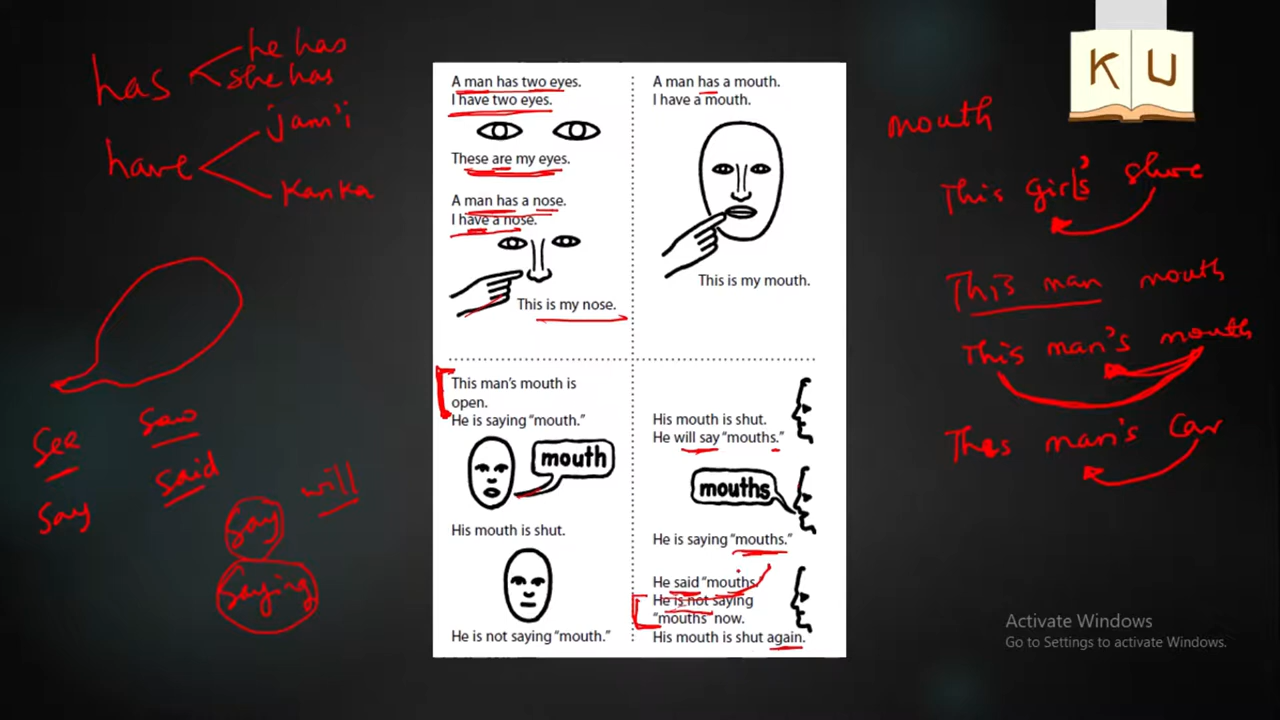 has
he has
she has
have
jam'i
Kanka
See
Saw
Say
Said
Say
will
Saying
A man has two eyes.
I have two eyes.
These are my eyes.
A man has a nose.
I have a nose.
This is my nose.
A man has a mouth.
I have a mouth.
This is my mouth.
This man's mouth is
open.
He is saying "mouth."
mouth
His mouth is shut.
He is not saying "mouth."
His mouth is shut.
He will say "mouths."
mouths
He is saying "mouths."
He said "mouths
He is not saying
"mouths" now.
His mouth is shut again.
K U
mouth
This girls' shoe
This man mouth
This man's mouth
This man's Car
Activate Windows
Go to Settings to activate Windows.